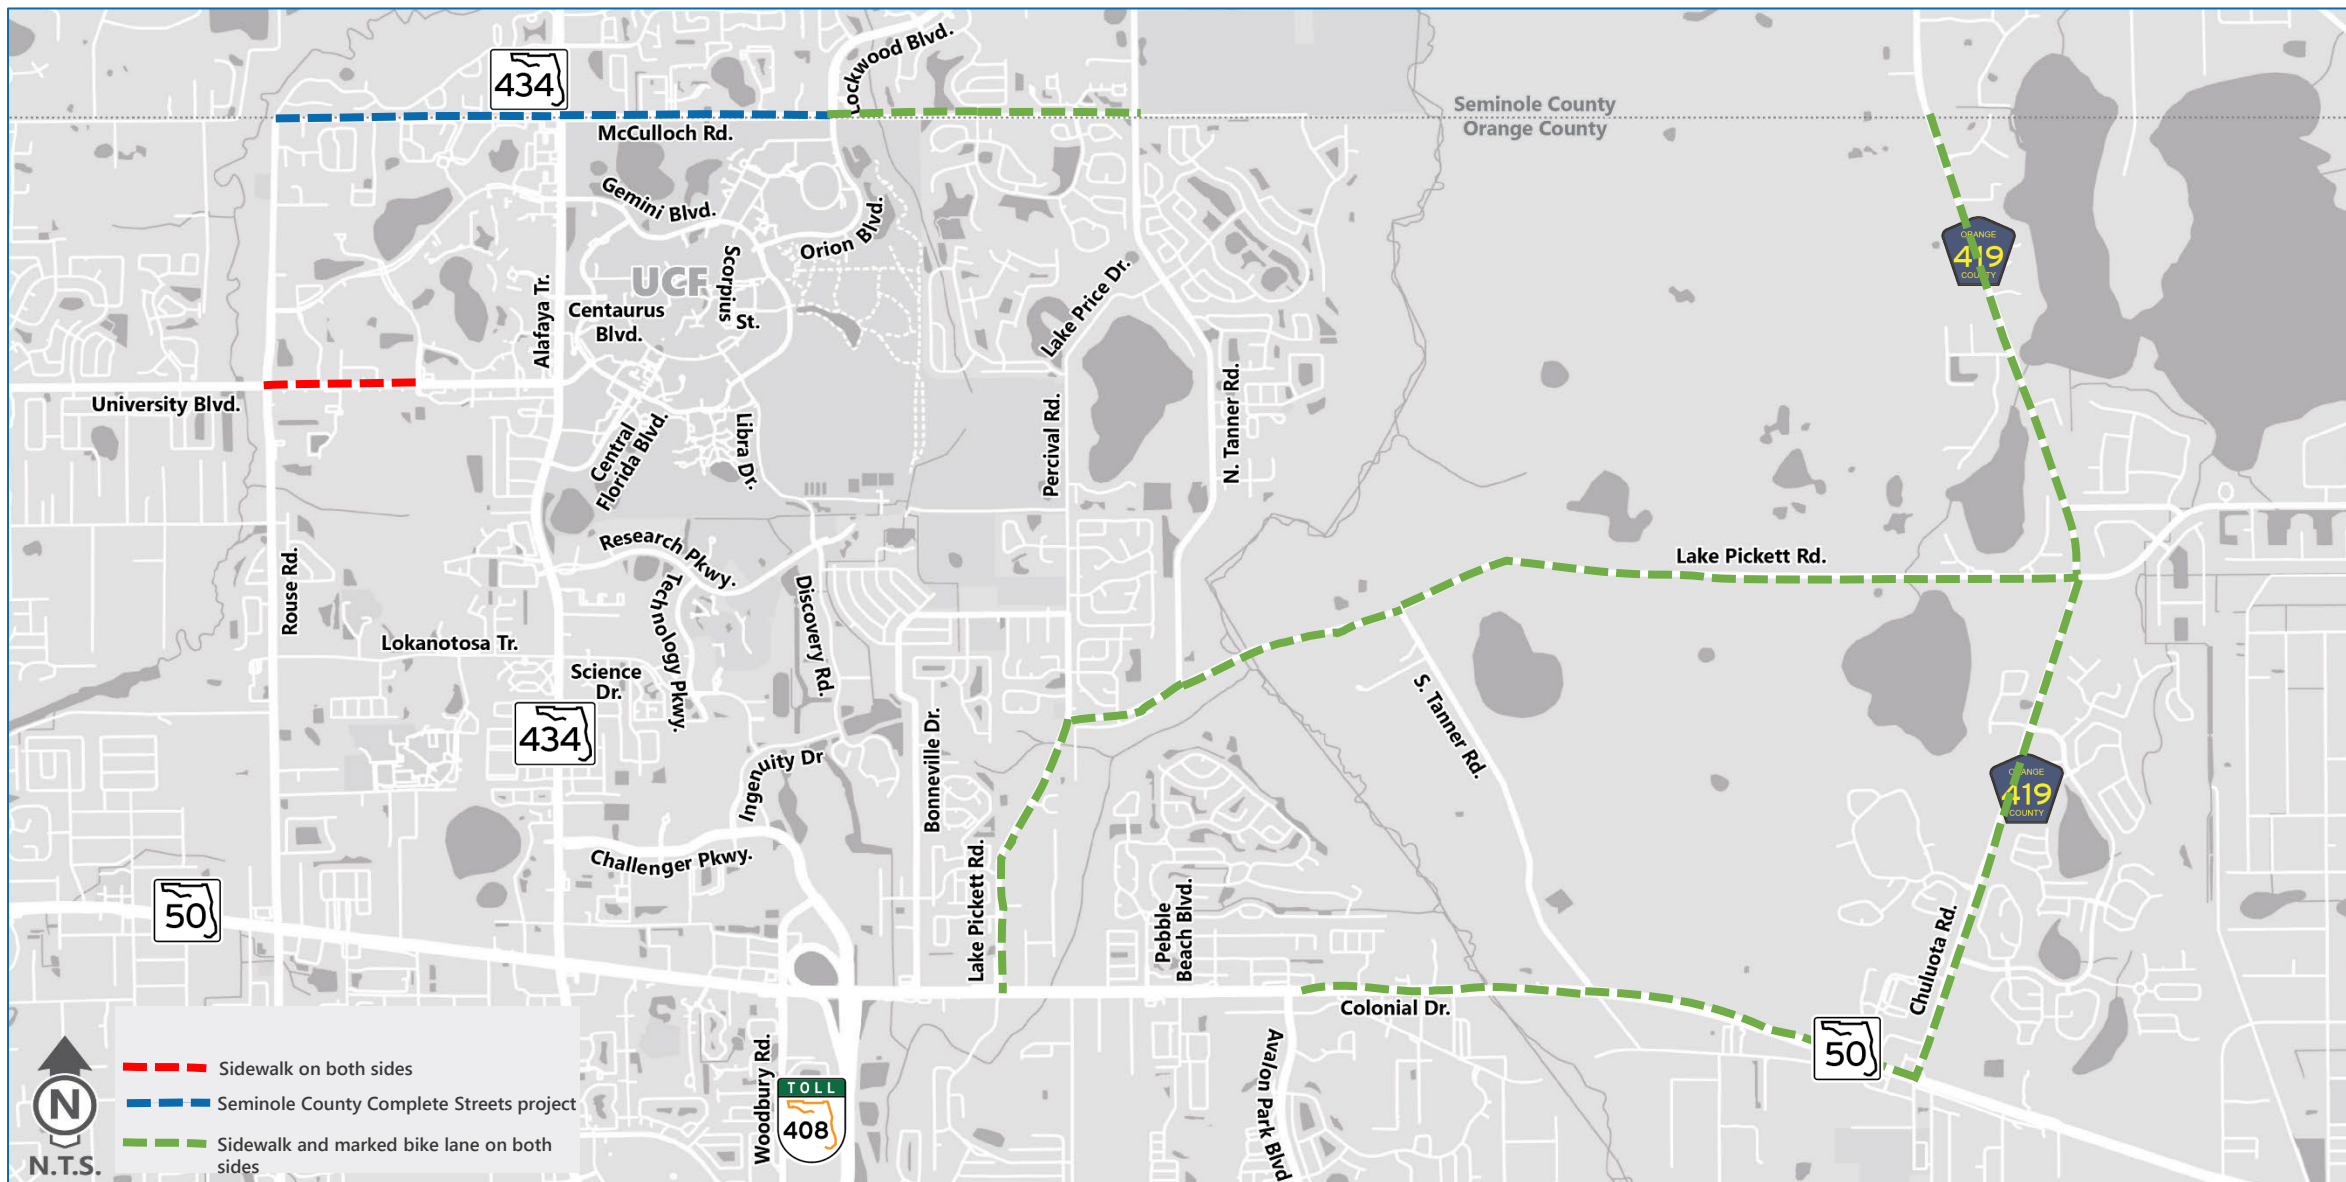 Lockwood Blvd.
434
Seminole County
Orange County
McCulloch Rd.
Gemini Blvd.
Orion Blvd.
ORANGE
419
COUNTY
UCF
Scorpius
St.
Centaurus
Blvd.
Alafaya Tr.
Lake Price Dr.
University Blvd.
N. Tanner Rd.
Percival Rd.
Central
Florida Blvd.
Libra Dr.
Research Pkwy.
Lake Pickett Rd.
Rouse Rd.
Technology Pkwy.
Discovery Rd.
Lokanotosa Tr.
Science
Dr.
434
S. Tanner Rd.
Ingenuity Dr
Bonneville Dr.
ORANGE
419
COUNTY
Challenger Pkwy.
Lake Pickett Rd.
Pebble
Beach Blvd.
50
Chuluota Rd.
Colonial Dr.
50
Woodbury Rd.
Avalon Park Blvd
TOLL
408
N
N.T.S.
Sidewalk on both sides
Seminole County Complete Streets project
Sidewalk and marked bike lane on both
sides